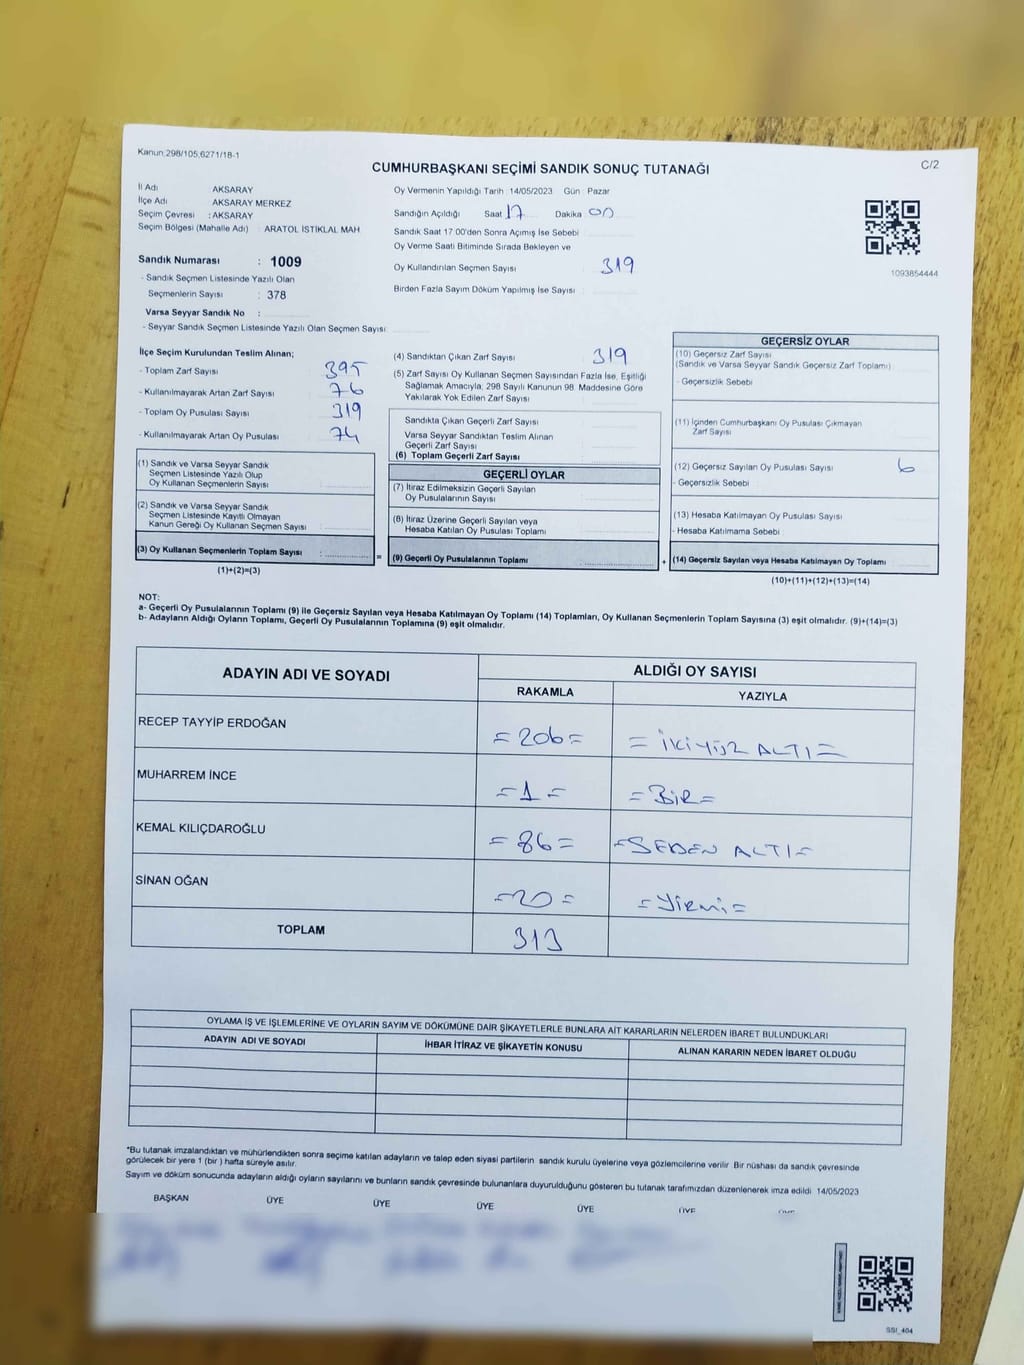 Kanun 298/105,6271/18-1
C/2
CUMHURBAŞKANI SEÇİMİ SANDIK SONUÇ TUTANAĞI
İl Adı AKSARAY
İlçe Adı AKSARAY MERKEZ
Seçim Çevresi : AKSARAY
Seçim Bölgesi (Mahalle Adı) : ARATOL İSTİKLAL MAH
Sandık Numarası : 1009
- Sandık Seçmen Listesinde Yazılı Olan
Seçmenlerin Sayısı : 378
Varsa Seyyar Sandık No :
- Seyyar Sandık Seçmen Listesinde Yazılı Olan Seçmen Sayısı:
Oy Vermenin Yapıldığı Tarih : 14/05/2023 Gün : Pazar
Sandığın Açıldığı Saat 17 Dakika 00
Sandık Saat 17 00'den Sonra Açımış İse Sebebi
Oy Verme Saati Bitiminde Sırada Bekleyen ve
Oy Kullandırılan Seçmen Sayısı 319
Birden Fazla Sayım Döküm Yapılmış İse Sayısı
1093854444
İlçe Seçim Kurulundan Teslim Alınan;
- Toplam Zarf Sayısı 395
- Kullanılmayarak Artan Zarf Sayısı 76
- Toplam Oy Pusulası Sayısı 319
- Kullanılmayarak Artan Oy Pusulası 74
(1) Sandık ve Varsa Seyyar Sandık
Seçmen Listesinde Yazılı Olup
Oy Kullanan Seçmenlerin Sayısı
(2) Sandık ve Varsa Seyyar Sandık
Seçmen Listesinde Kayıtlı Olmayan
Kanun Gereği Oy Kullanan Seçmen Sayısı
(3) Oy Kullanan Seçmenlerin Toplam Sayısı :
(1)+(2)=(3)
=
(4) Sandıktan Çıkan Zarf Sayısı 319
(5) Zarf Sayısı Oy Kullanan Seçmen Sayısından Fazla İse, Eşitliği
Sağlamak Amacıyla; 298 Sayılı Kanunun 98. Maddesine Göre
Yakılarak Yok Edilen Zarf Sayısı
Sandıkta Çıkan Geçerli Zarf Sayısı
Varsa Seyyar Sandıktan Teslim Alınan
Geçerli Zarf Sayısı
(6) Toplam Geçerli Zarf Sayısı
GEÇERLİ OYLAR
(7) İtiraz Edilmeksizin Geçerli Sayılan
Oy Pusulalarının Sayısı
(8) İtiraz Üzerine Geçerli Sayılan veya
Hesaba Katılan Oy Pusulası Toplamı
(9) Geçerli Oy Pusulalarının Toplamı :
+
GEÇERSİZ OYLAR
(10) Geçersiz Zarf Sayısı
(Sandık ve Varsa Seyyar Sandık Geçersiz Zarf Toplamı)
- Geçersizlik Sebebi
(11) İçinden Cumhurbaşkanı Oy Pusulası Çıkmayan
Zarf Sayısı
(12) Geçersiz Sayılan Oy Pusulası Sayısı 6
- Geçersizlik Sebebi
(13) Hesaba Katılmayan Oy Pusulası Sayısı
- Hesaba Katılmama Sebebi
(14) Geçersiz Sayılan veya Hesaba Katılmayan Oy Toplamı
(10)+(11)+(12)+(13)=(14)
NOT:
a- Geçerli Oy Pusulalarının Toplamı (9) ile Geçersiz Sayılan veya Hesaba Katılmayan Oy Toplamı (14) Toplamları, Oy Kullanan Seçmenlerin Toplam Sayısına (3) eşit olmalıdır. (9)+(14)=(3)
b- Adayların Aldığı Oyların Toplamı, Geçerli Oy Pusulalarının Toplamına (9) eşit olmalıdır.
ADAYIN ADI VE SOYADI
ALDIĞI OY SAYISI
RAKAMLA YAZIYLA
RECEP TAYYİP ERDOĞAN =206= =İKİYÜZ ALTI=
MUHARREM İNCE =1= =BİR=
KEMAL KILIÇDAROĞLU =86= =SEBEN ALTI=
SİNAN OĞAN =20= =Yirmi=
TOPLAM 313
OYLAMA İŞ VE İŞLEMLERİNE VE OYLARIN SAYIM VE DÖKÜMÜNE DAİR ŞİKAYETLERLE BUNLARA AİT KARARLARIN NELERDEN İBARET BULUNDUKLARI
ADAYIN ADI VE SOYADI İHBAR İTİRAZ VE ŞİKAYETİN KONUSU ALINAN KARARIN NEDEN İBARET OLDUĞU
*Bu tutanak imzalandıktan ve mühürlendikten sonra seçime katılan adayların ve talep eden siyasi partilerin sandık kurulu üyelerine veya gözlemcilerine verilir. Bir nüshası da sandık çevresinde
görülecek bir yere 1 (bir ) hafta süreyle asılır.
Sayım ve döküm sonucunda adayların aldığı oyların sayılarını ve bunların sandık çevresinde bulunanlara duyurulduğunu gösteren bu tutanak tarafımızdan düzenlenerek imza edildi 14/05/2023
BAŞKAN ÜYE ÜYE ÜYE ÜYE ÜYE
SSI_404